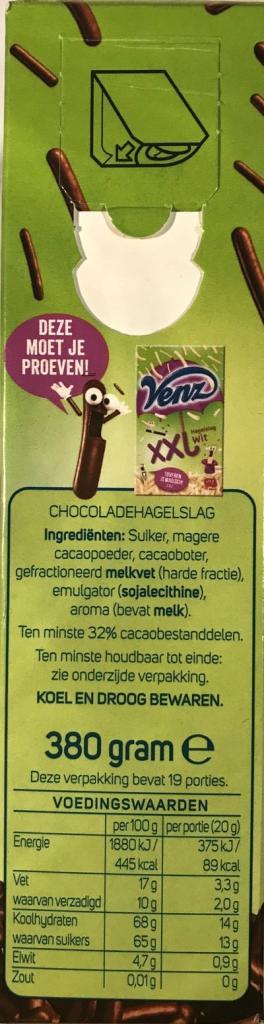 DEZE
MOET JE
PROEVEN!
Venz
XXL
Hagelslag
Wit
CHOCOLADEHAGELSLAG
Ingrediënten: Suiker, magere
cacaopoeder, cacaoboter,
gefractioneerd melkvet (harde fractie),
emulgator (sojalecithine),
aroma (bevat melk).
Ten minste 32% cacaobestanddelen.
Ten minste houdbaar tot einde:
zie onderzijde verpakking.
KOEL EN DROOG BEWAREN.
380 gram ℮
Deze verpakking bevat 19 porties.
VOEDINGSWAARDEN
per 100 g per portie (20 g)
Energie 1880 kJ / 375 kJ /
445 kcal 89 kcal
Vet 17 g 3,3 g
waarvan verzadigd 10 g 2,0 g
Koolhydraten 68 g 14 g
waarvan suikers 65 g 13 g
Eiwit 4,7 g 0,9 g
Zout 0,01 g 0 g